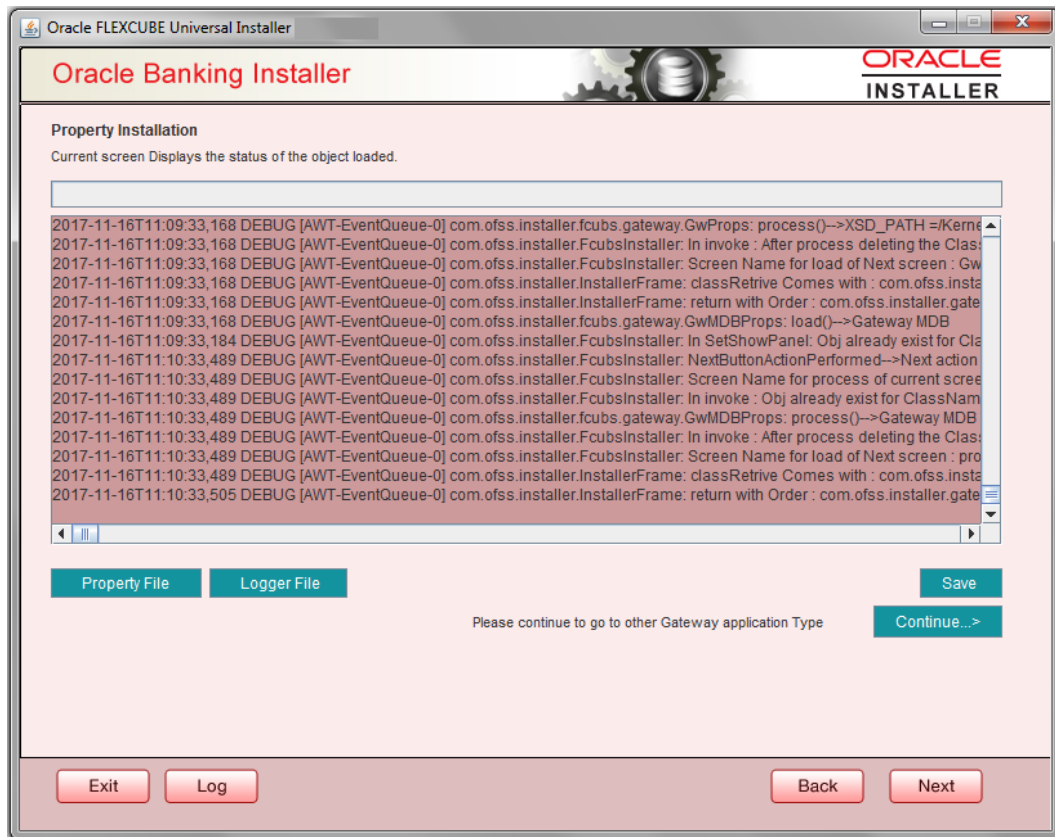 Oracle FLEXCUBE Universal Installer
Oracle Banking Installer
ORACLE
INSTALLER
Property Installation
Current screen Displays the status of the object loaded.
2017-11-16T11:09:33,168 DEBUG [AWT-EventQueue-0] com.ofss.installer.fcubs.gateway.GwProps: process()-->XSD_PATH =/Kerne
2017-11-16T11:09:33,168 DEBUG [AWT-EventQueue-0] com.ofss.installer.FcubsInstaller: In invoke : After process deleting the Clas
2017-11-16T11:09:33,168 DEBUG [AWT-EventQueue-0] com.ofss.installer.FcubsInstaller: Screen Name for load of Next screen : Gw
2017-11-16T11:09:33,168 DEBUG [AWT-EventQueue-0] com.ofss.installer.InstallerFrame: classRetrive Comes with : com.ofss.insta
2017-11-16T11:09:33,168 DEBUG [AWT-EventQueue-0] com.ofss.installer.InstallerFrame: return with Order : com.ofss.installer.gate
2017-11-16T11:09:33,168 DEBUG [AWT-EventQueue-0] com.ofss.installer.fcubs.gateway.GwMDBProps: load()-->Gateway MDB
2017-11-16T11:09:33,184 DEBUG [AWT-EventQueue-0] com.ofss.installer.FcubsInstaller: In SetShowPanel: Obj already exist for Cla
2017-11-16T11:10:33,489 DEBUG [AWT-EventQueue-0] com.ofss.installer.FcubsInstaller: NextButtonActionPerformed-->Next action
2017-11-16T11:10:33,489 DEBUG [AWT-EventQueue-0] com.ofss.installer.FcubsInstaller: Screen Name for process of current scree
2017-11-16T11:10:33,489 DEBUG [AWT-EventQueue-0] com.ofss.installer.FcubsInstaller: In invoke : Obj already exist for ClassNam
2017-11-16T11:10:33,489 DEBUG [AWT-EventQueue-0] com.ofss.installer.fcubs.gateway.GwMDBProps: process()-->Gateway MDB
2017-11-16T11:10:33,489 DEBUG [AWT-EventQueue-0] com.ofss.installer.FcubsInstaller: In invoke : After process deleting the Clas
2017-11-16T11:10:33,489 DEBUG [AWT-EventQueue-0] com.ofss.installer.FcubsInstaller: Screen Name for load of Next screen : pro
2017-11-16T11:10:33,489 DEBUG [AWT-EventQueue-0] com.ofss.installer.InstallerFrame: classRetrive Comes with : com.ofss.insta
2017-11-16T11:10:33,505 DEBUG [AWT-EventQueue-0] com.ofss.installer.InstallerFrame: return with Order : com.ofss.installer.gate
Property File Logger File Save
Please continue to go to other Gateway application Type Continue...>
Exit Log Back Next